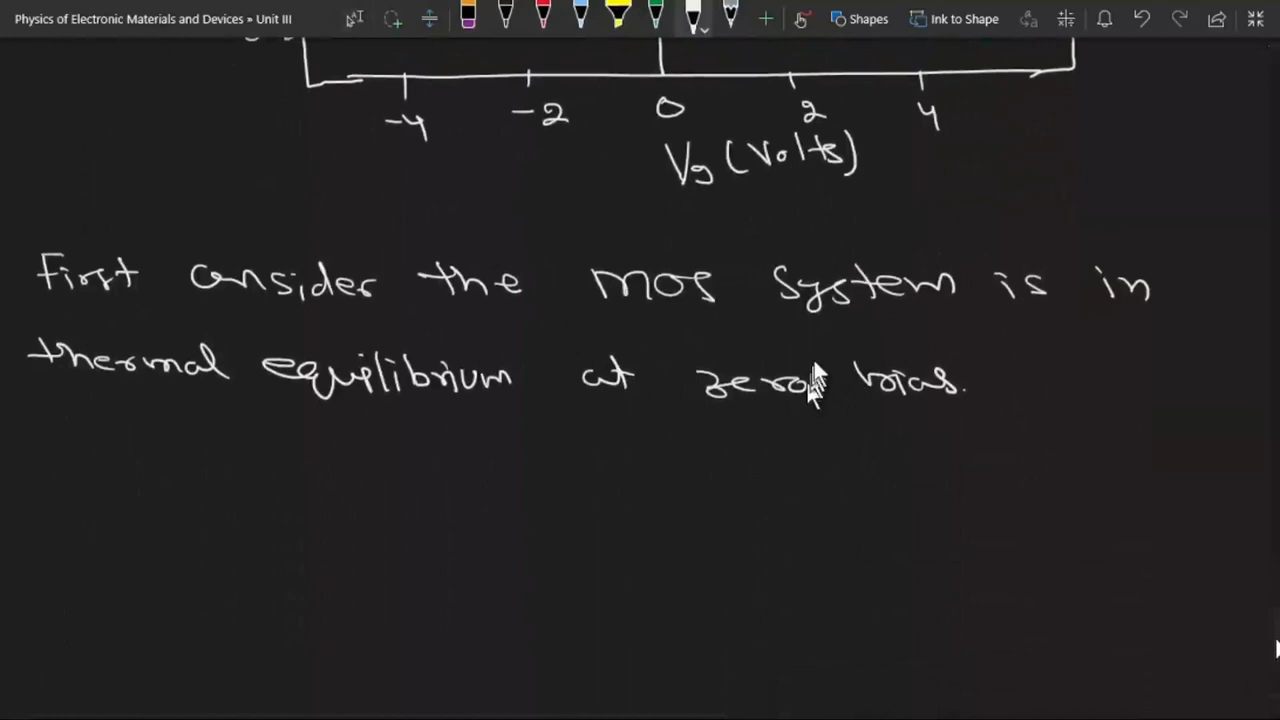 Physics of Electronic Materials and Devices » Unit III
Shapes
Ink to Shape
-4 -2 0 2 4
Vg (Volts)
First consider the MOS system is in
thermal equilibrium at zero bias.